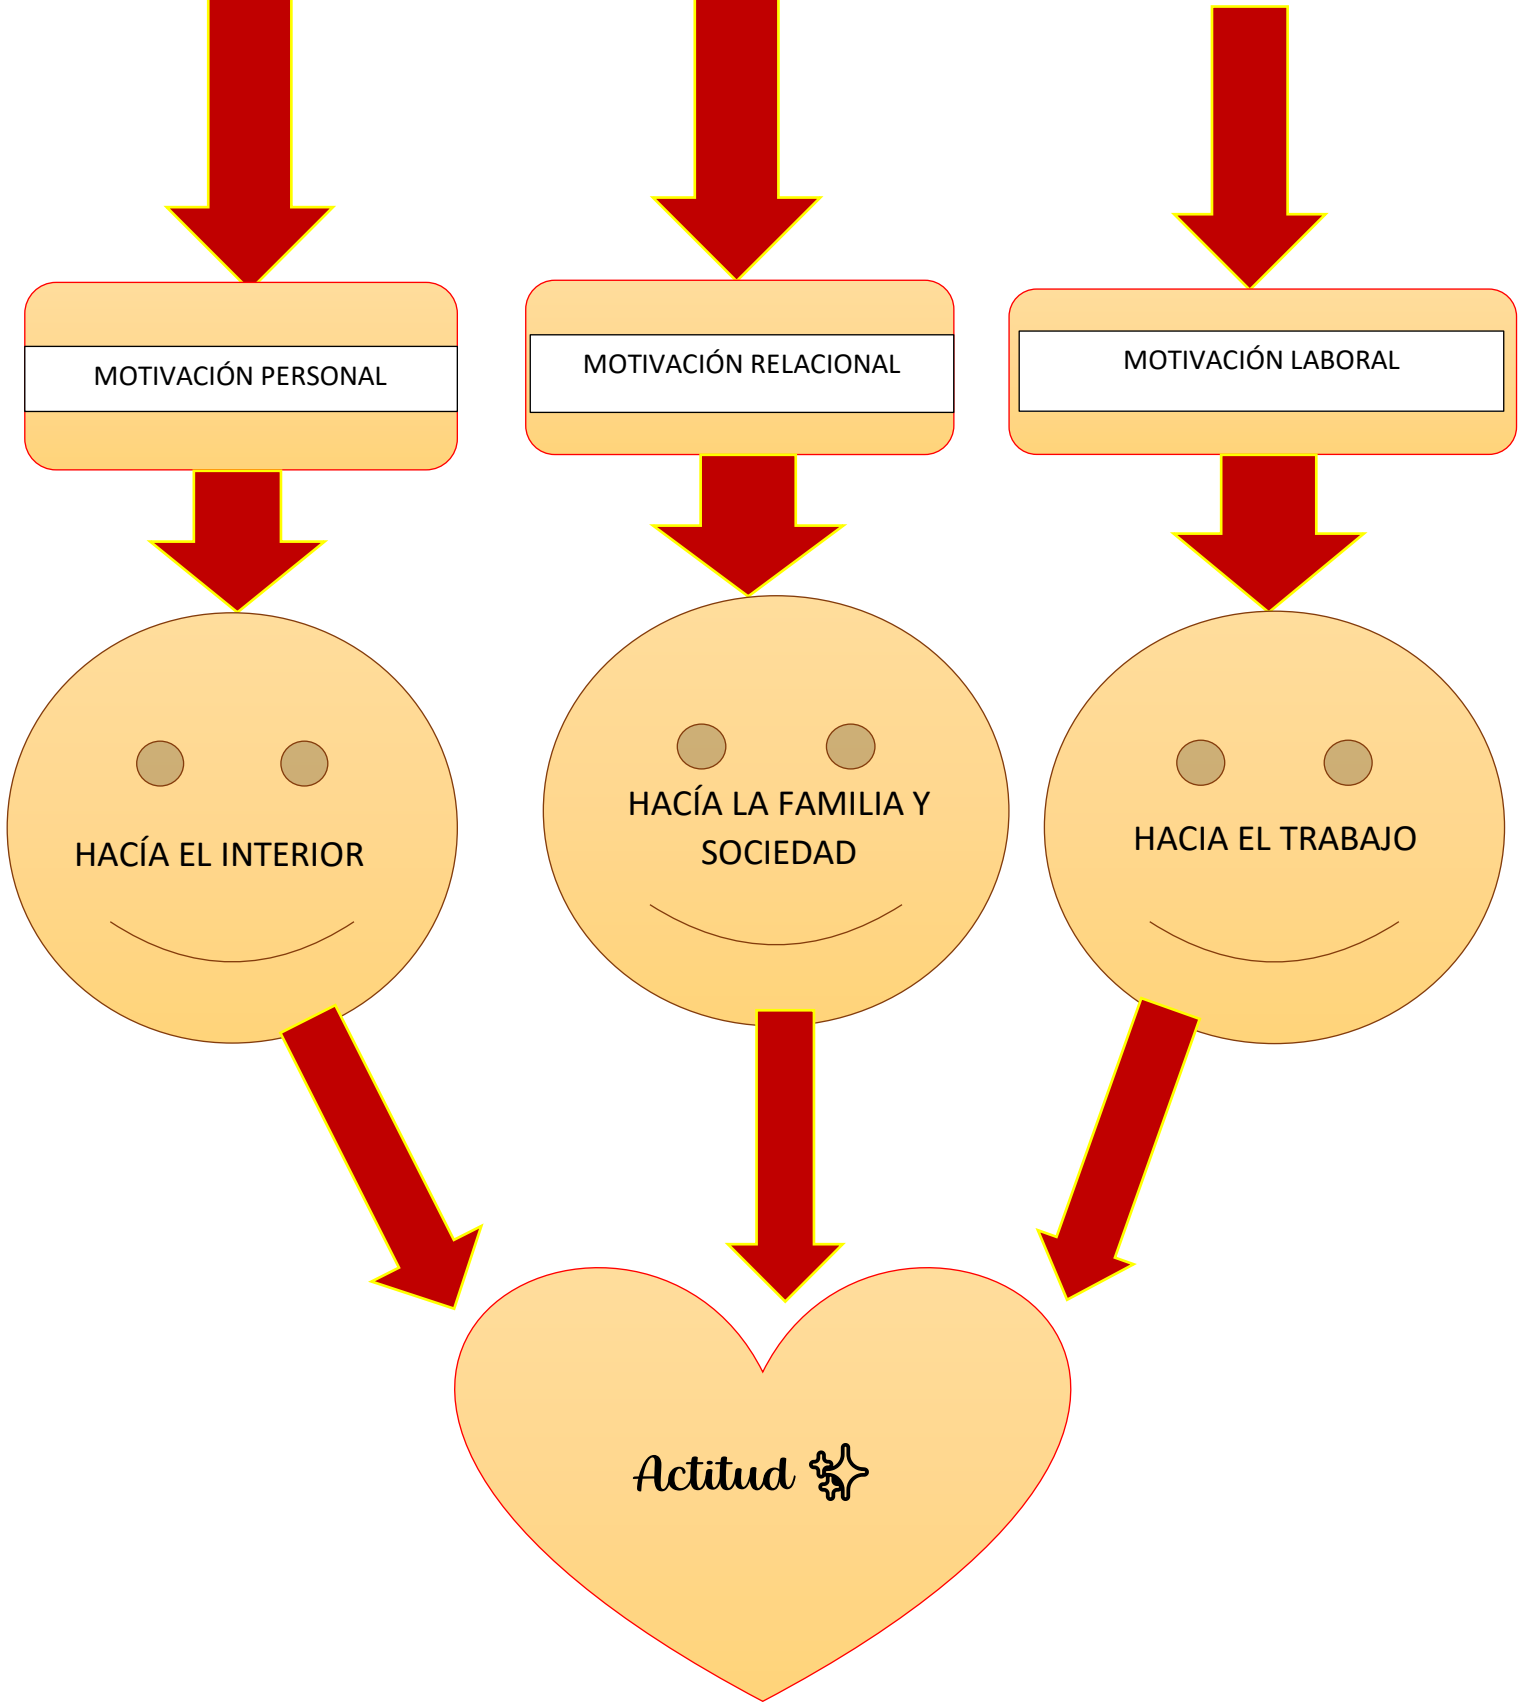 MOTIVACIÓN PERSONAL
MOTIVACIÓN RELACIONAL
MOTIVACIÓN LABORAL
HACÍA EL INTERIOR
HACÍA LA FAMILIA Y
SOCIEDAD
HACIA EL TRABAJO
Actitud